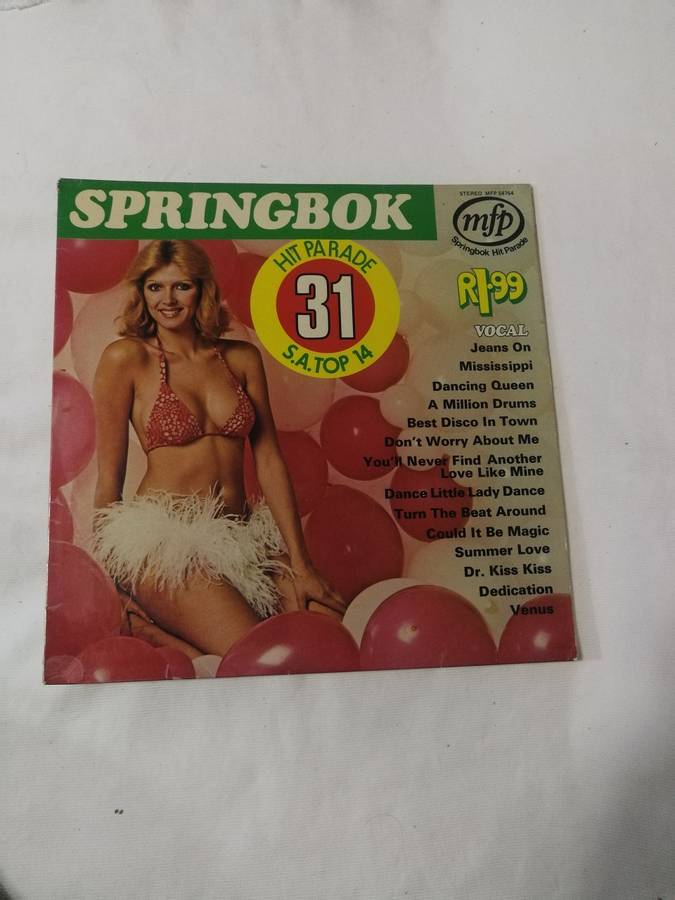 SPRINGBOK
STEREO MFP 54764
mfp
Springbok Hit Parade
HIT PARADE
31
S.A. TOP 14
R1·99
VOCAL
Jeans On
Mississippi
Dancing Queen
A Million Drums
Best Disco In Town
Don't Worry About Me
You'll Never Find Another
Love Like Mine
Dance Little Lady Dance
Turn The Beat Around
Could It Be Magic
Summer Love
Dr. Kiss Kiss
Dedication
Venus